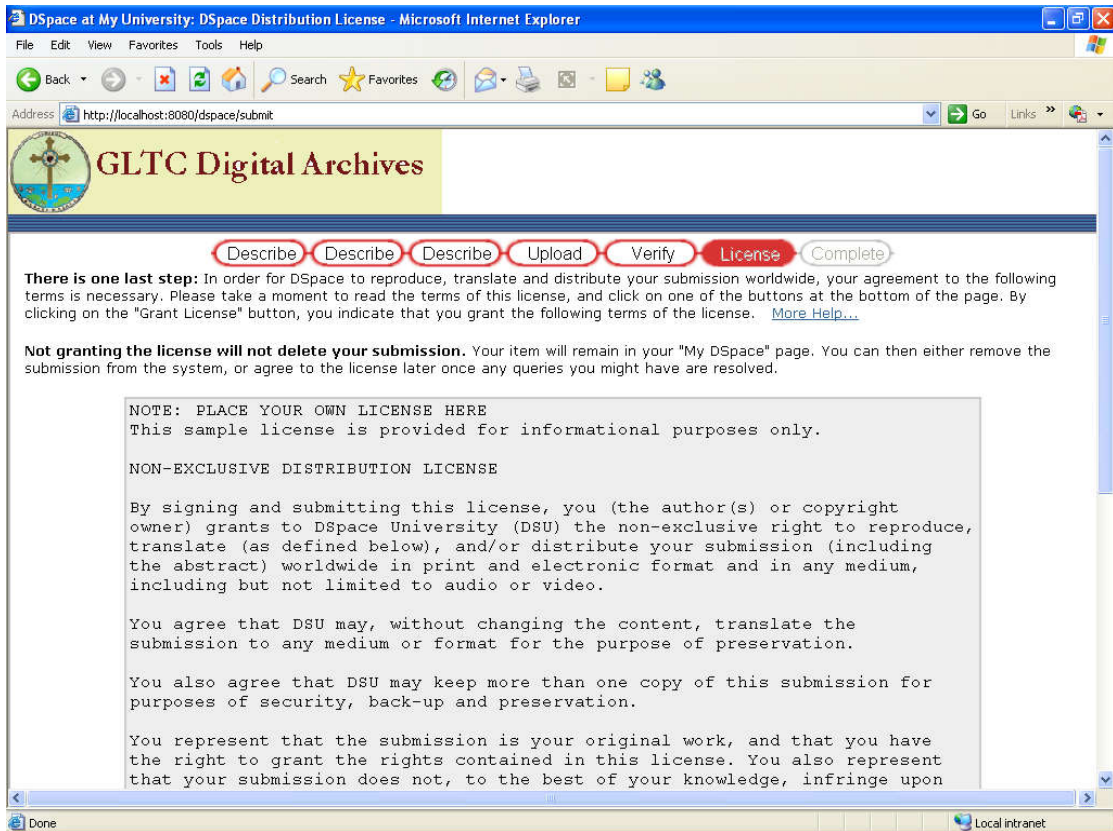 DSpace at My University: DSpace Distribution License - Microsoft Internet Explorer
File Edit View Favorites Tools Help
Back Search Favorites
Address http://localhost:8080/dspace/submit Go Links »
GLTC Digital Archives
Describe Describe Describe Upload Verify License Complete
There is one last step: In order for DSpace to reproduce, translate and distribute your submission worldwide, your agreement to the following
terms is necessary. Please take a moment to read the terms of this license, and click on one of the buttons at the bottom of the page. By
clicking on the "Grant License" button, you indicate that you grant the following terms of the license. More Help...
Not granting the license will not delete your submission. Your item will remain in your "My DSpace" page. You can then either remove the
submission from the system, or agree to the license later once any queries you might have are resolved.
NOTE: PLACE YOUR OWN LICENSE HERE
This sample license is provided for informational purposes only.
NON-EXCLUSIVE DISTRIBUTION LICENSE
By signing and submitting this license, you (the author(s) or copyright
owner) grants to DSpace University (DSU) the non-exclusive right to reproduce,
translate (as defined below), and/or distribute your submission (including
the abstract) worldwide in print and electronic format and in any medium,
including but not limited to audio or video.
You agree that DSU may, without changing the content, translate the
submission to any medium or format for the purpose of preservation.
You also agree that DSU may keep more than one copy of this submission for
purposes of security, back-up and preservation.
You represent that the submission is your original work, and that you have
the right to grant the rights contained in this license. You also represent
that your submission does not, to the best of your knowledge, infringe upon
Done Local intranet